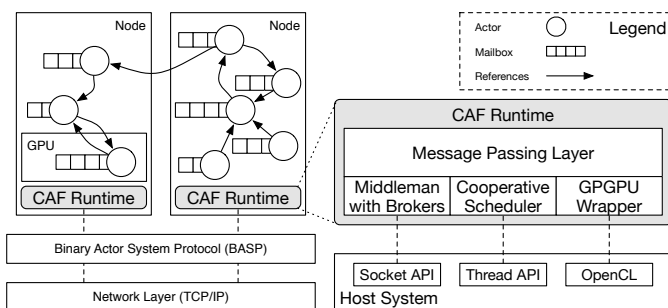 Node
Node
Actor
Legend
Mailbox
References
GPU
CAF Runtime
CAF Runtime
CAF Runtime
Message Passing Layer
Middleman
with Brokers
Cooperative
Scheduler
GPGPU
Wrapper
Binary Actor System Protocol (BASP)
Network Layer (TCP/IP)
Socket API
Thread API
OpenCL
Host System